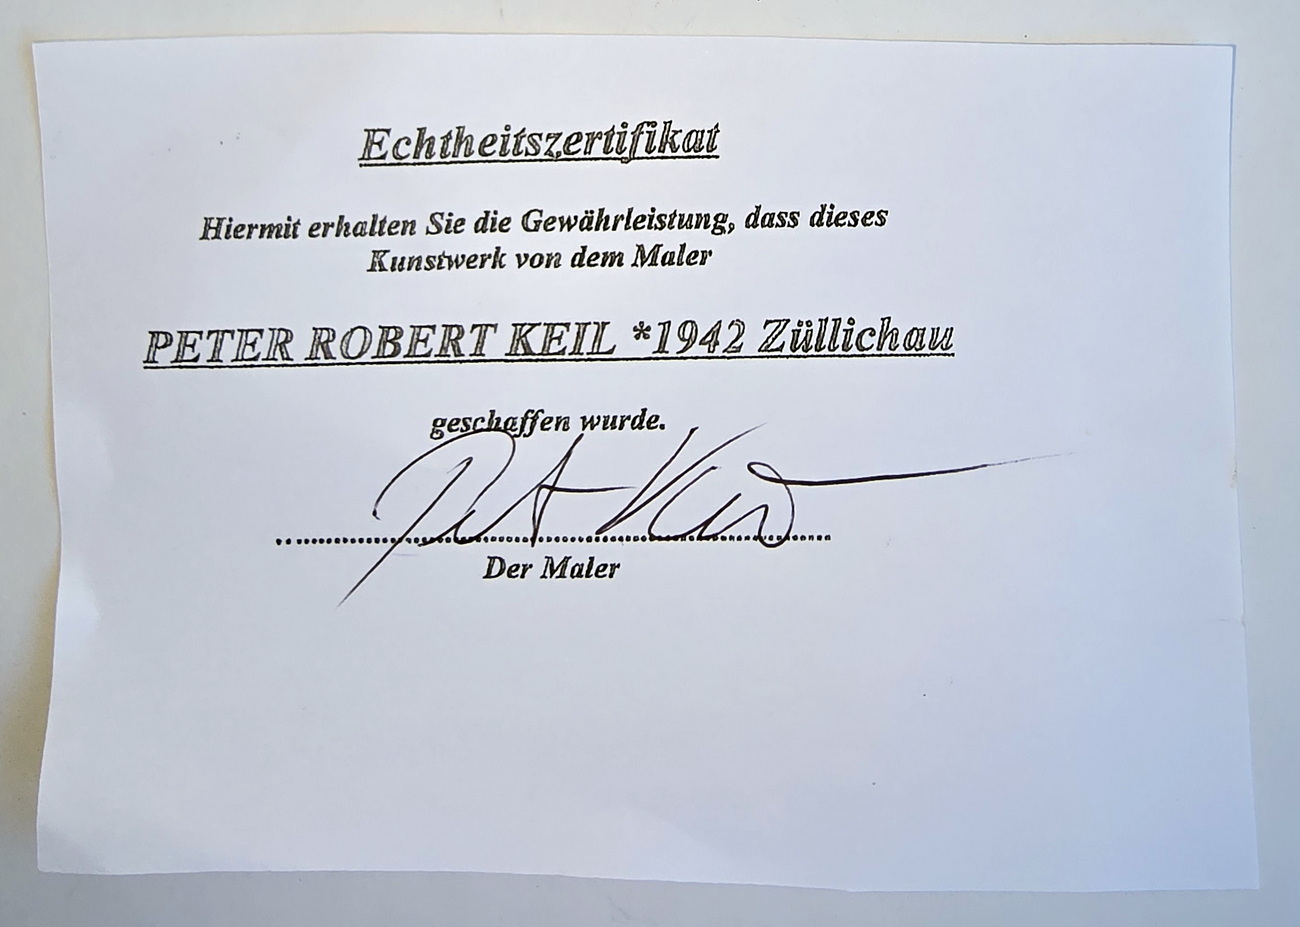 Echtheitszertifikat
Hiermit erhalten Sie die Gewährleistung, dass dieses
Kunstwerk von dem Maler
PETER ROBERT KEIL *1942 Züllichau
geschaffen wurde.
Der Maler